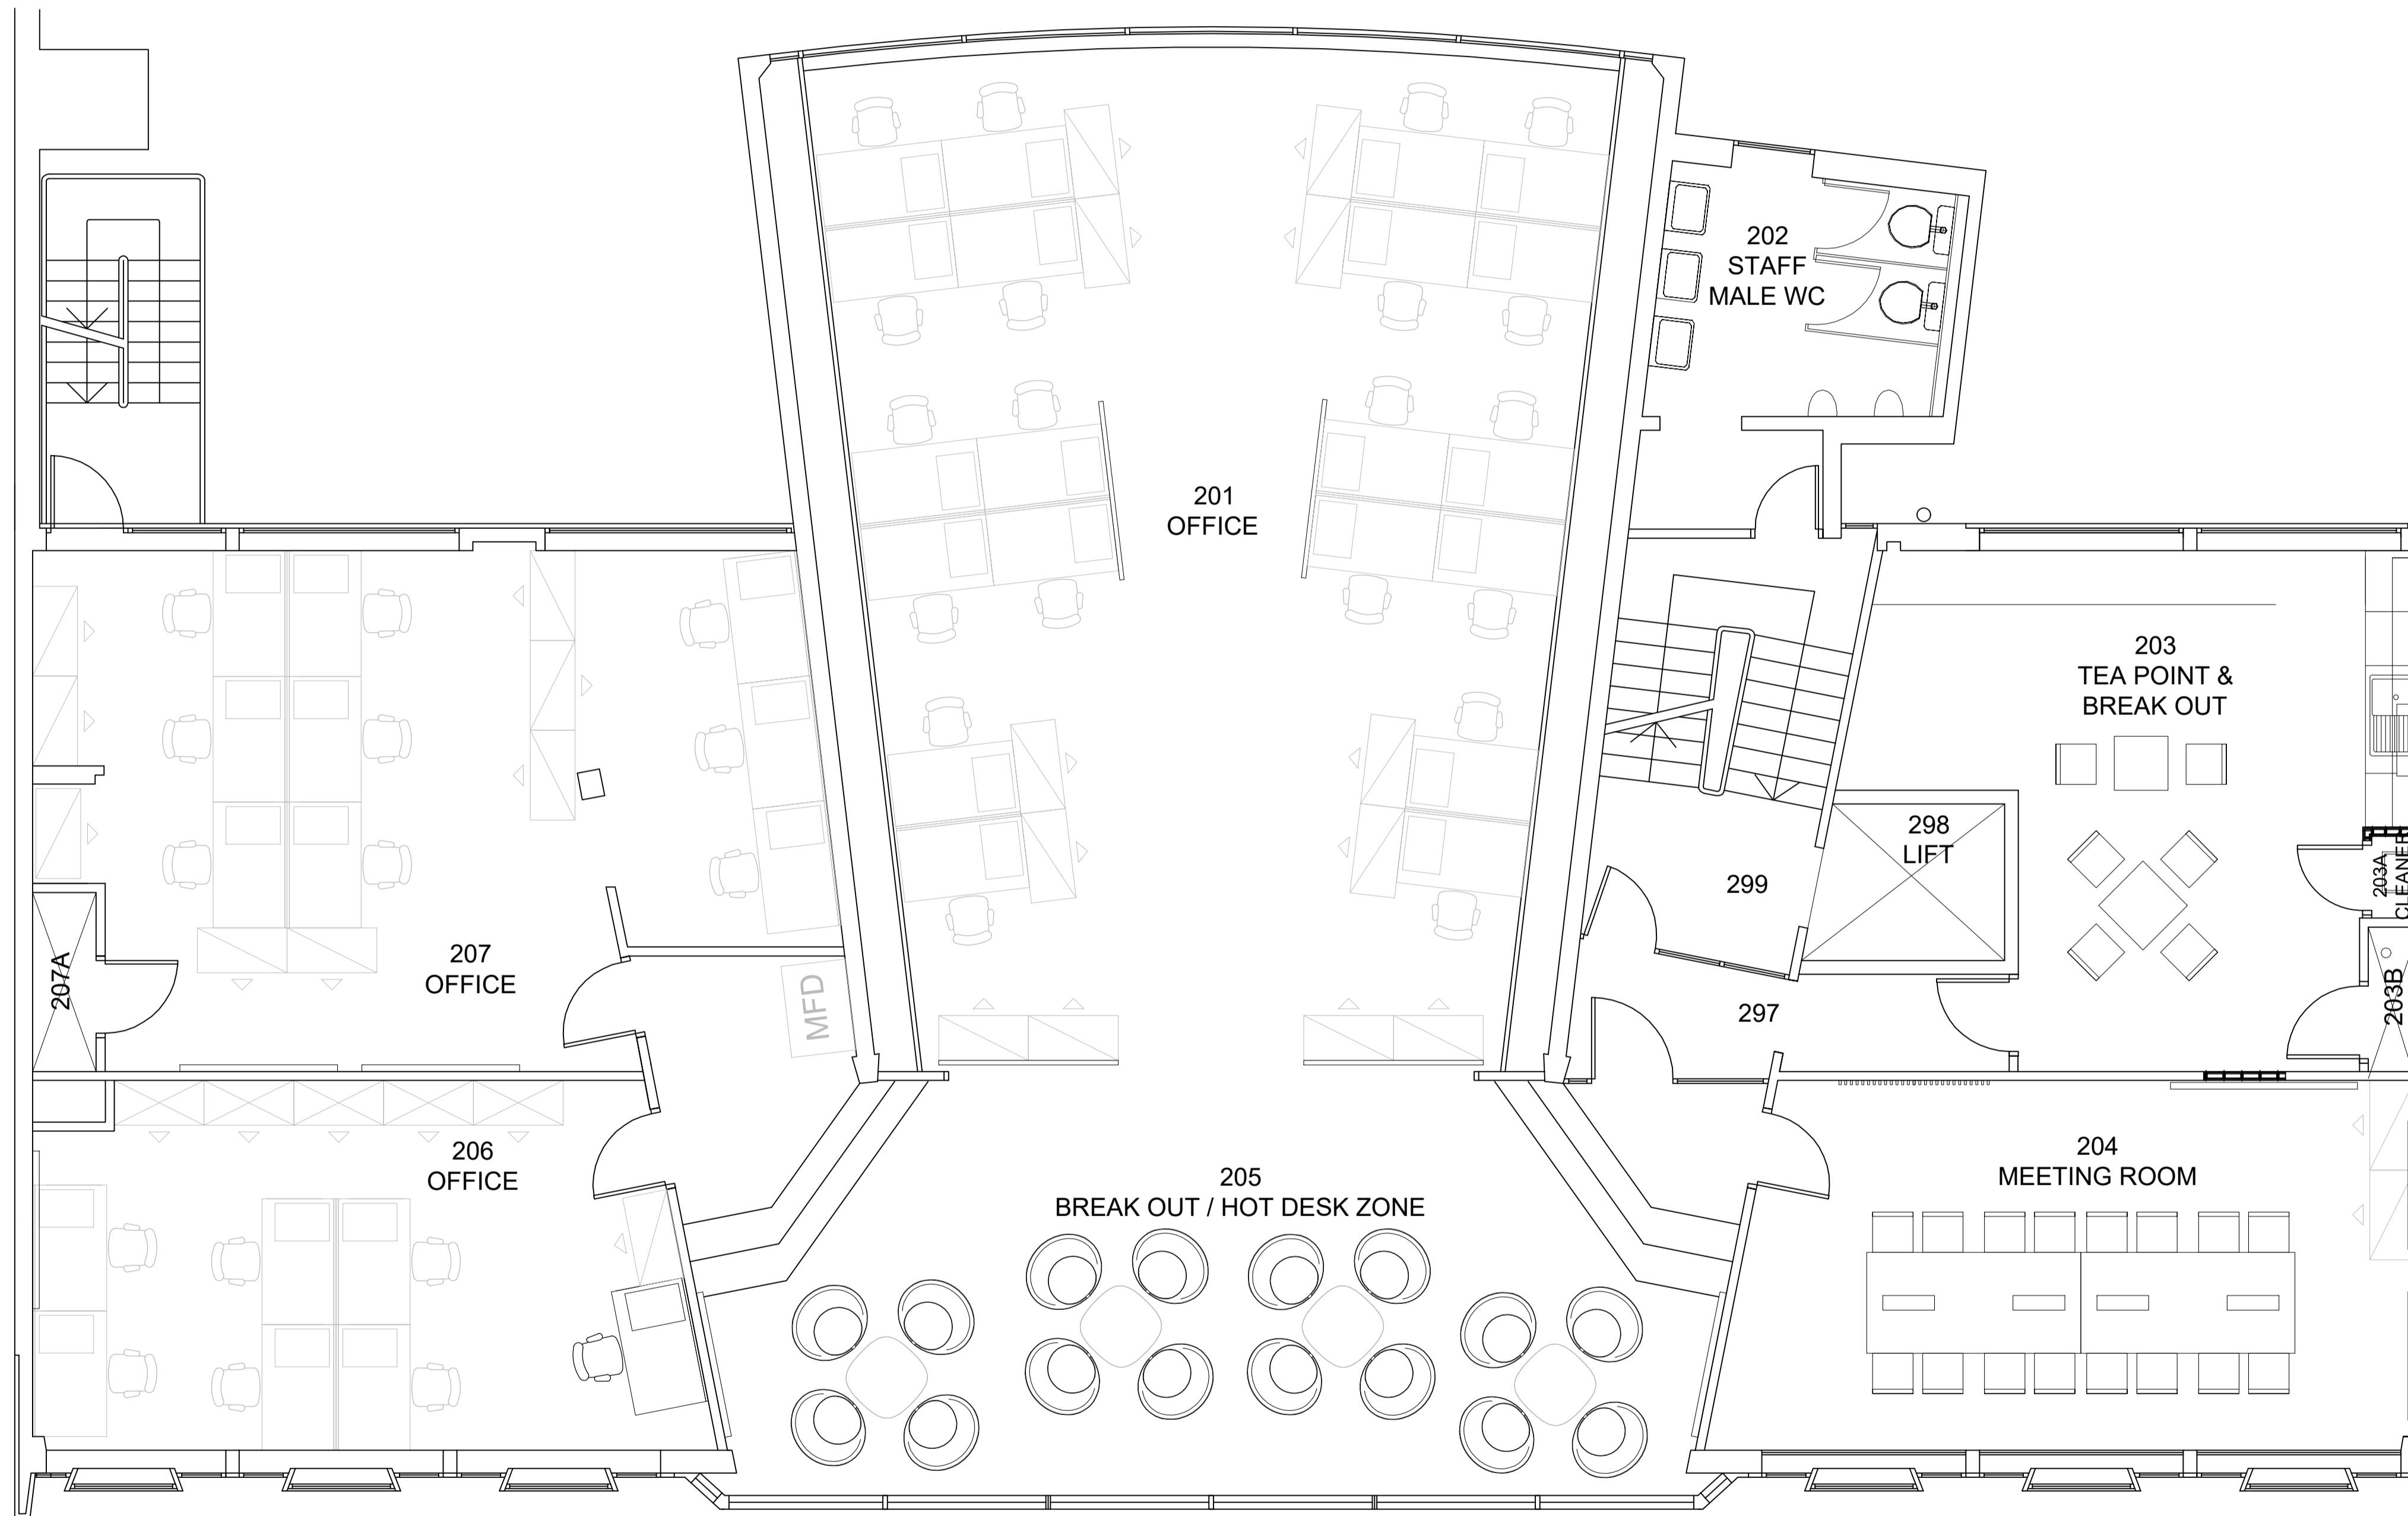 202
STAFF
MALE WC
201
OFFICE
203
TEA POINT &
BREAK OUT
298
LIFT
299
203A
CLEANER
207
OFFICE
207A
MFD
297
203B
206
OFFICE
205
BREAK OUT / HOT DESK ZONE
204
MEETING ROOM